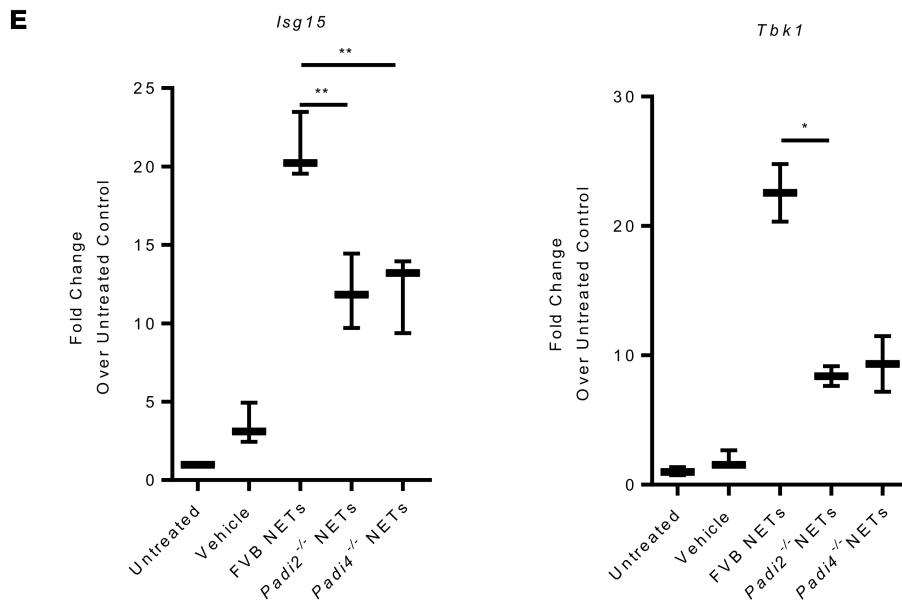 E
Isg15
**
**
25
20
15
10
5
0
Fold Change
Over Untreated Control
Untreated
Vehicle
FVB NETs
Padi2-/- NETs
Padi4-/- NETs
Tbk1
*
30
20
10
0
Fold Change
Over Untreated Control
Untreated
Vehicle
FVB NETs
Padi2-/- NETs
Padi4-/- NETs